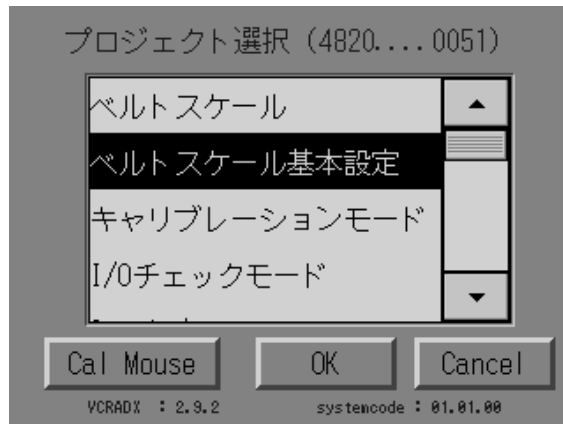 プロジェクト選択（4820....0051）
ベルトスケール
ベルトスケール基本設定
キャリブレーションモード
I/Oチェックモード
Cal Mouse
OK
Cancel
VCRADX : 2.9.2
systemcode : 01.01.00